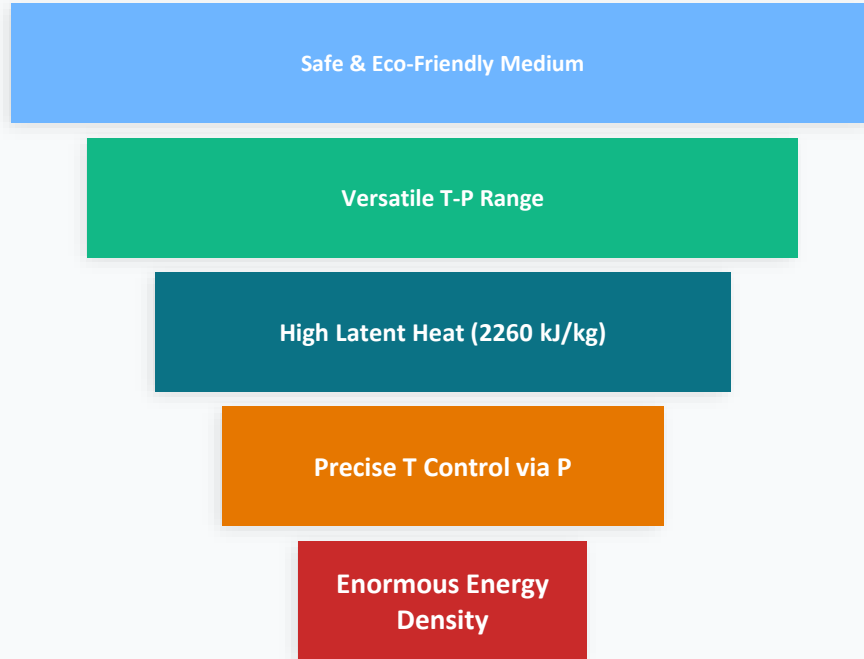 Safe & Eco-Friendly Medium
Versatile T-P Range
High Latent Heat (2260 kJ/kg)
Precise T Control via P
Enormous Energy
Density